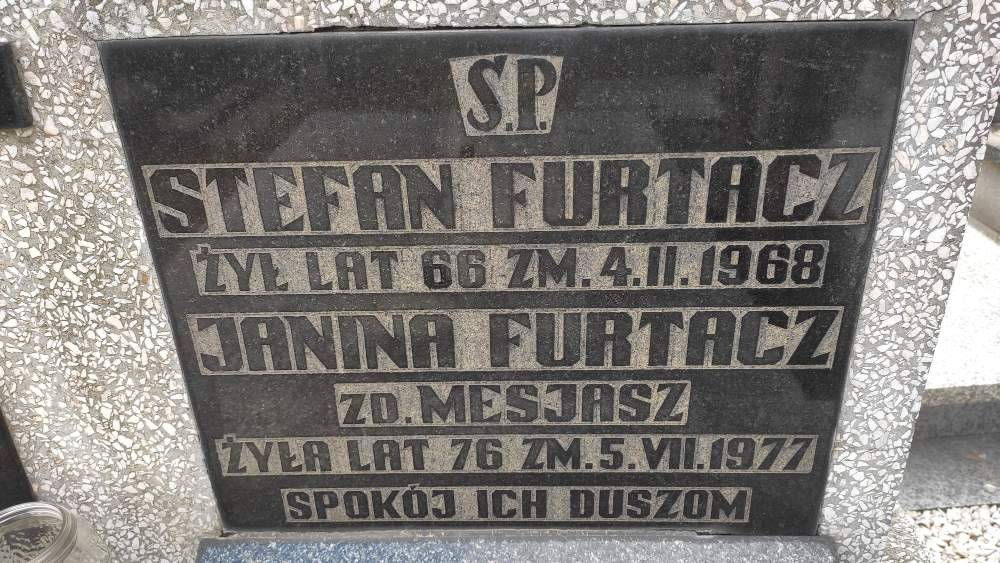 S.P.
STEFAN FURTACZ
ŻYŁ LAT 66 ZM. 4.II.1968
JANINA FURTACZ
ZD. MESJASZ
ŻYŁA LAT 76 ZM. 5.VII.1977
SPOKÓJ ICH DUSZOM